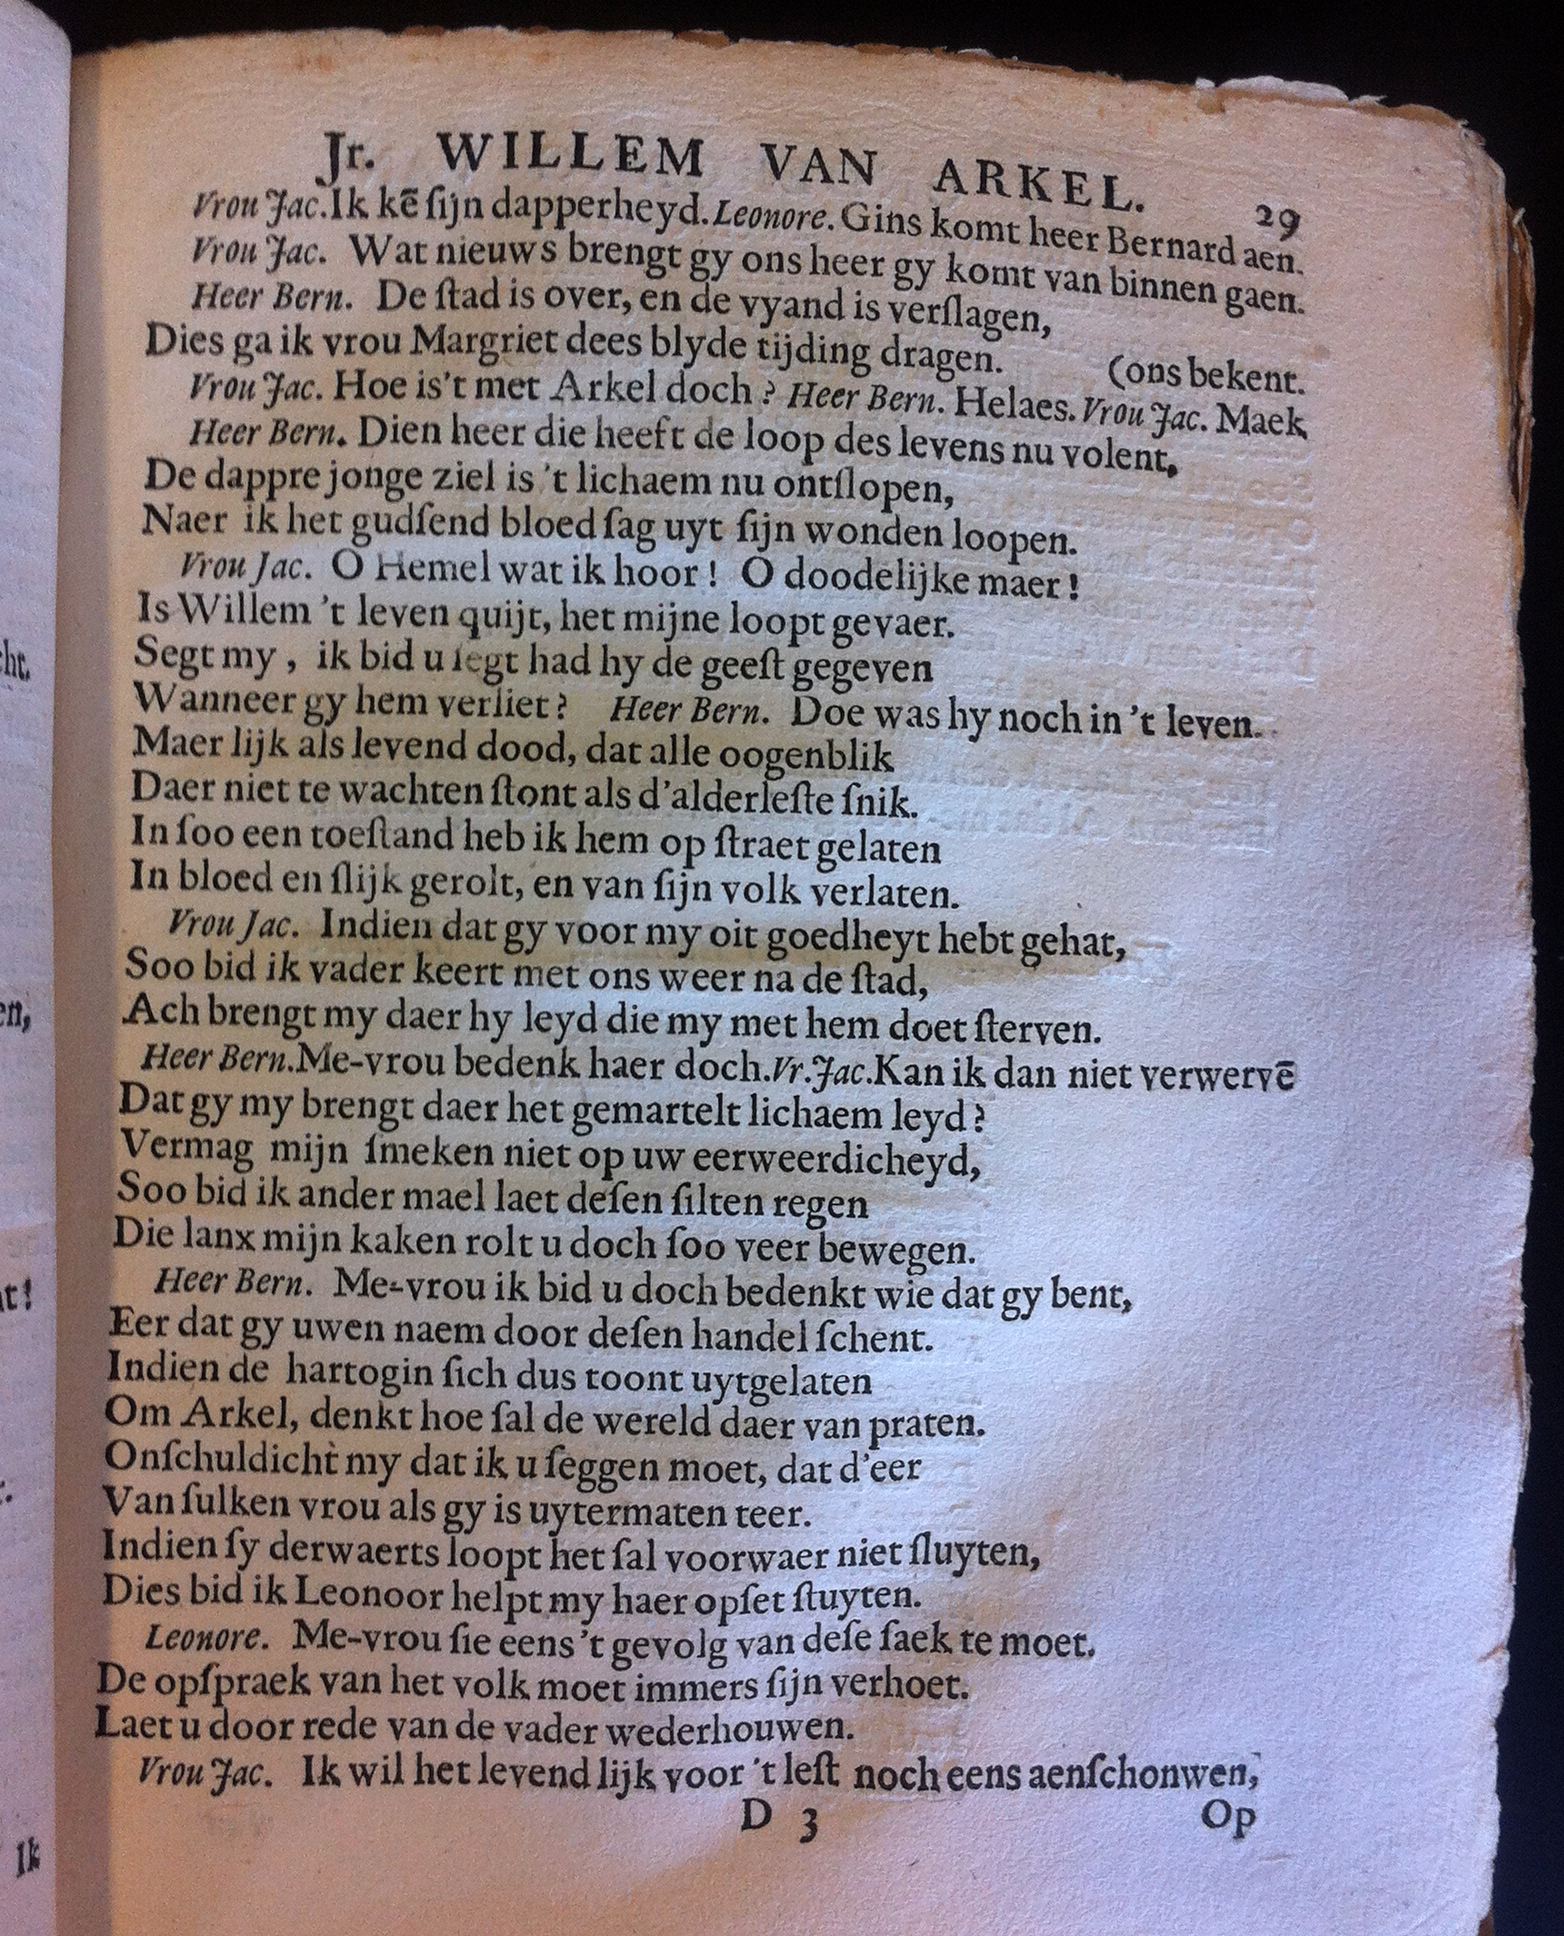 Jr. WILLEM VAN ARKEL. 29
Vrou Jac. Ik kē ſijn dapperheyd. Leonore. Gins komt heer Bernard aen.
Vrou Jac. Wat nieuws brengt gy ons heer gy komt van binnen gaen.
Heer Bern. De ſtad is over, en de vyand is verſlagen,
Dies ga ik vrou Margriet dees blyde tijding dragen. (ons bekent.
Vrou Jac. Hoe is't met Arkel doch? Heer Bern. Helaes. Vrou Jac. Maek
Heer Bern. Dien heer die heeft de loop des levens nu volent,
De dappre jonge ziel is 't lichaem nu ontſlopen,
Naer ik het gudſend bloed ſag uyt ſijn wonden loopen.
Vrou Jac. O Hemel wat ik hoor! O doodelijke maer!
Is Willem 't leven quijt, het mijne loopt gevaer.
Segt my, ik bid u ſegt had hy de geeſt gegeven
Wanneer gy hem verliet? Heer Bern. Doe was hy noch in 't leven.
Maer lijk als levend dood, dat alle oogenblik
Daer niet te wachten ſtont als d'alderleſte ſnik.
In ſoo een toeſtand heb ik hem op ſtraet gelaten
In bloed en ſlijk gerolt, en van ſijn volk verlaten.
Vrou Jac. Indien dat gy voor my oit goedheyt hebt gehat,
Soo bid ik vader keert met ons weer na de ſtad,
Ach brengt my daer hy leyd die my met hem doet ſterven.
Heer Bern. Me-vrou bedenk haer doch. Vr. Jac. Kan ik dan niet verwervē
Dat gy my brengt daer het gemartelt lichaem leyd?
Vermag mijn ſmeken niet op uw eerweerdicheyd,
Soo bid ik ander mael laet deſen ſilten regen
Die lanx mijn kaken rolt u doch ſoo veer bewegen.
Heer Bern. Me-vrou ik bid u doch bedenkt wie dat gy bent,
Eer dat gy uwen naem door deſen handel ſchent.
Indien de hartogin ſich dus toont uytgelaten
Om Arkel, denkt hoe ſal de wereld daer van praten.
Onſchuldicht my dat ik u ſeggen moet, dat d'eer
Van ſulken vrou als gy is uytermaten teer.
Indien ſy derwaerts loopt het ſal voorwaer niet ſluyten,
Dies bid ik Leonoor helpt my haer opſet ſtuyten.
Leonore. Me-vrou ſie eens 't gevolg van deſe ſaek te moet.
De opſpraek van het volk moet immers ſijn verhoet.
Laet u door rede van de vader wederhouwen.
Vrou Jac. Ik wil het levend lijk voor 't leſt noch eens aenſchonwen,
D 3 Op
cht.
en,
t!
Ik